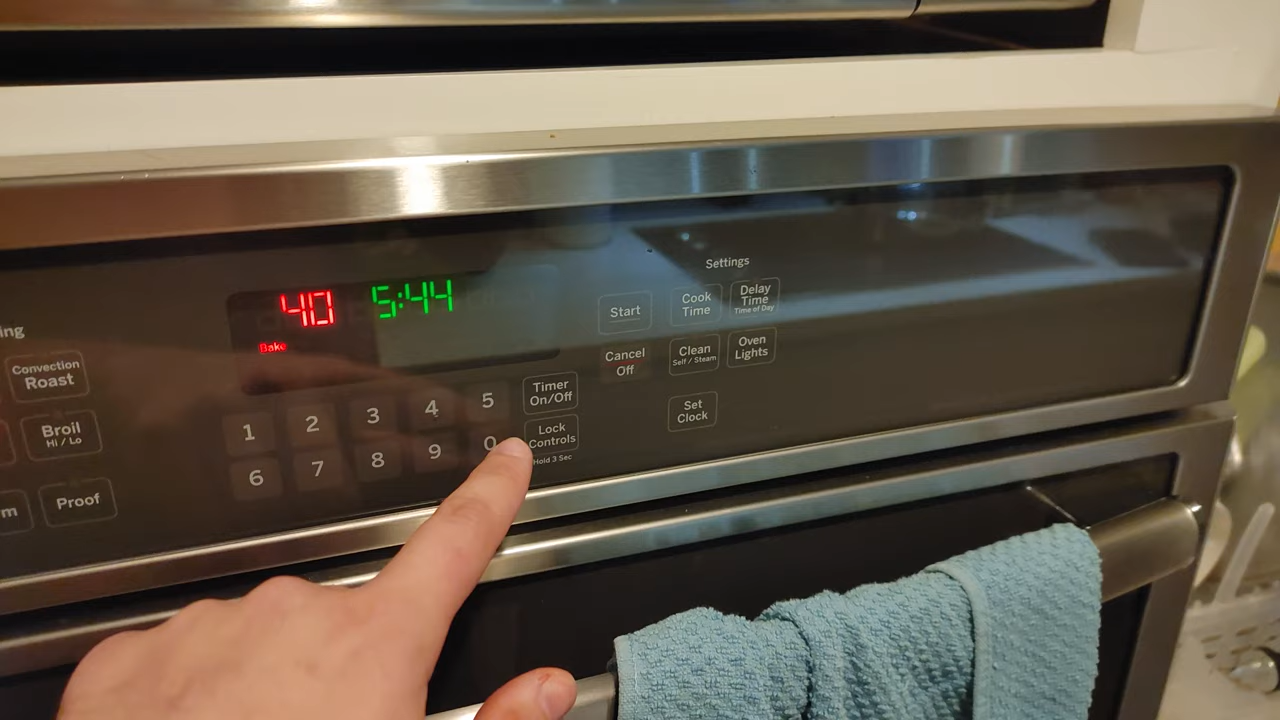 ing
Convection
Roast
Broil
Hi / Lo
m
Proof
40
5:44
Bake
1
2
3
4
5
6
7
8
9
0
Timer
On/Off
Lock
Controls
Hold 3 Sec
Start
Cancel
Off
Settings
Cook
Time
Delay
Time
Time of Day
Clean
Self / Steam
Oven
Lights
Set
Clock